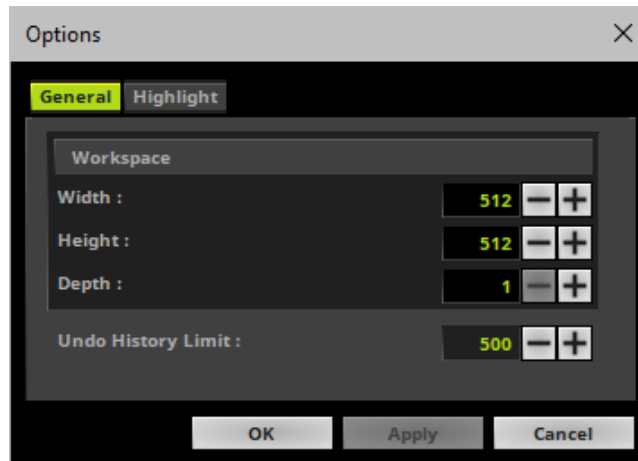 Options
General Highlight
Workspace
Width : 512
Height : 512
Depth : 1
Undo History Limit : 500
OK Apply Cancel